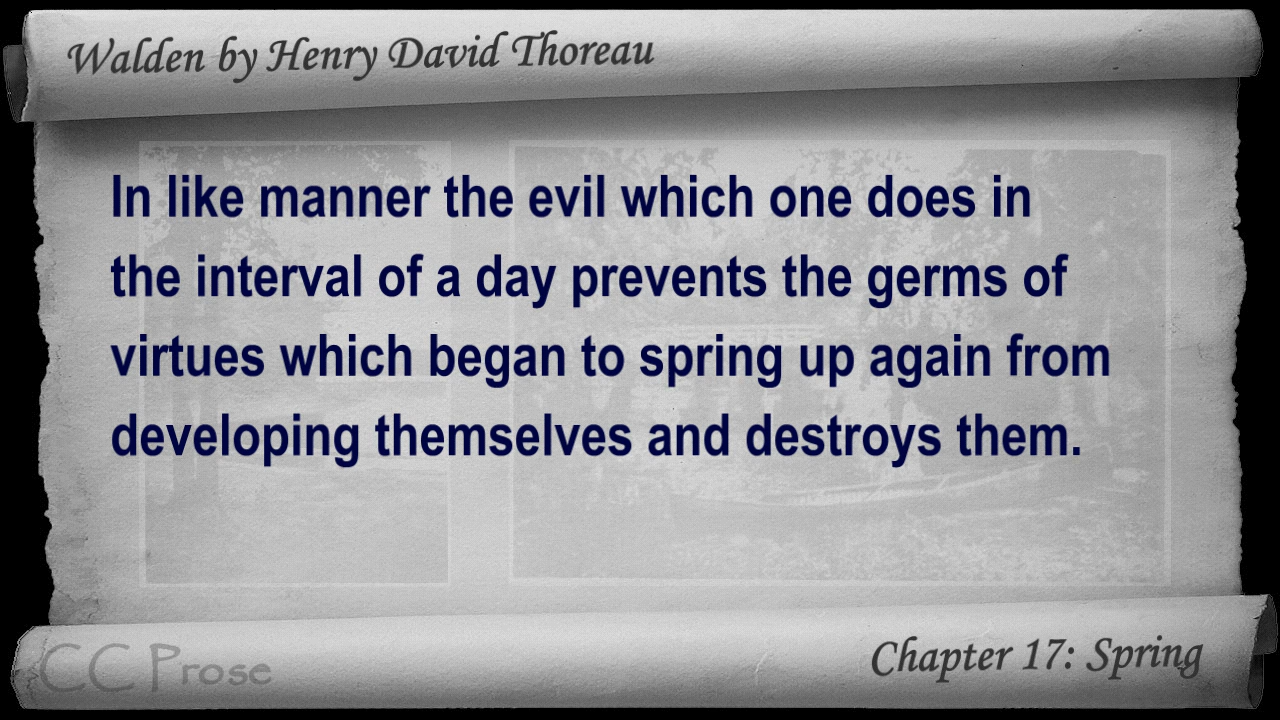 Walden by Henry David Thoreau
In like manner the evil which one does in
the interval of a day prevents the germs of
virtues which began to spring up again from
developing themselves and destroys them.
CC Prose
Chapter 17: Spring